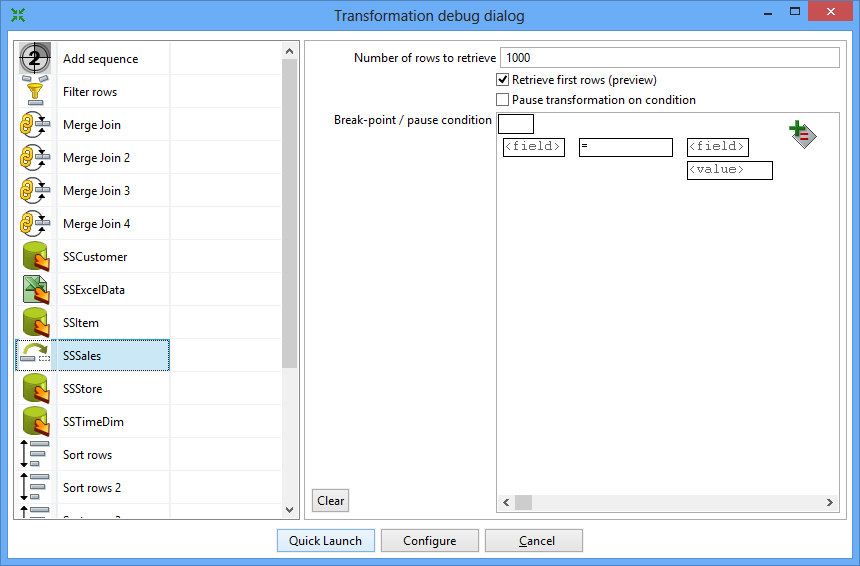 Transformation debug dialog
2 Add sequence
Filter rows
Merge Join
Merge Join 2
Merge Join 3
Merge Join 4
SSCustomer
SSExcelData
SSItem
SSSales
SSStore
SSTimeDim
Sort rows
Sort rows 2
Number of rows to retrieve 1000
Retrieve first rows (preview)
Pause transformation on condition
Break-point / pause condition
<field> = <field>
<value>
Clear
Quick Launch Configure Cancel